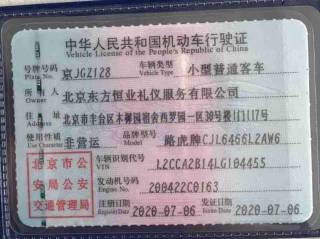 中华人民共和国机动车行驶证
Vehicle License of the People's Republic of China
号牌号码 京JGZ128 车辆类型 小型普通客车
Plate No. Vehicle Type
所有人 北京东方恒业礼仪服务有限公司
Owner
住址 北京市丰台区木樨园宿舍西罗园一区30号楼1门117号
Address
使用性质 非营运 品牌型号 路虎牌CJL6466L2AW6
Use Character Model
北京市公 车辆识别代号 L2CCA2B14LG104455
VIN
安局公安 发动机号码 200422C0163
Engine No.
交通管理局 注册日期 2020-07-06 发证日期 2020-07-06
Register Date Issue Date